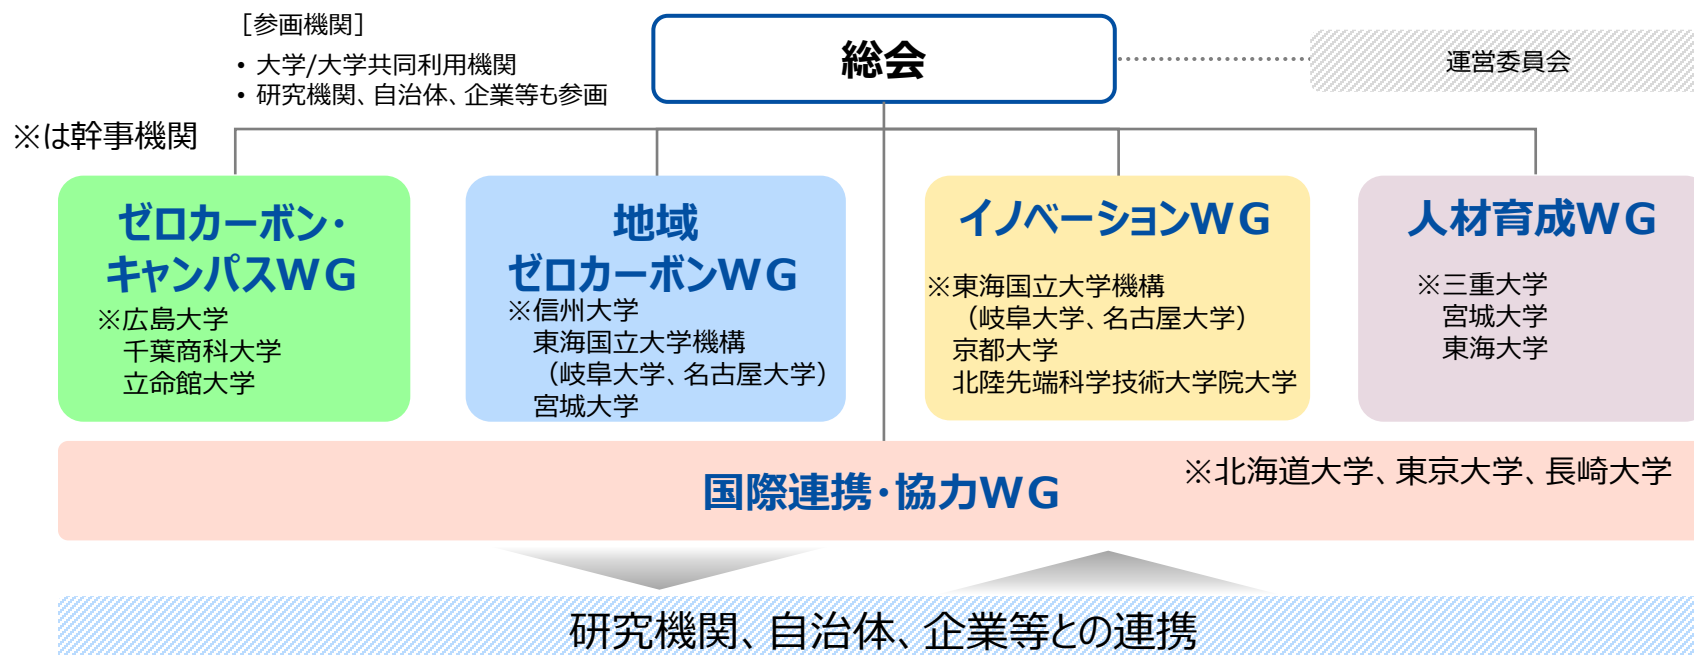 ［参画機関］
• 大学/大学共同利用機関
• 研究機関、自治体、企業等も参画
総会
運営委員会
※は幹事機関
ゼロカーボン・
キャンパスＷＧ
※広島大学
千葉商科大学
立命館大学
地域
ゼロカーボンＷＧ
※信州大学
東海国立大学機構
（岐阜大学、名古屋大学）
宮城大学
イノベーションＷＧ
※東海国立大学機構
（岐阜大学、名古屋大学）
京都大学
北陸先端科学技術大学院大学
人材育成ＷＧ
※三重大学
宮城大学
東海大学
国際連携・協力ＷＧ
※北海道大学、東京大学、長崎大学
研究機関、自治体、企業等との連携